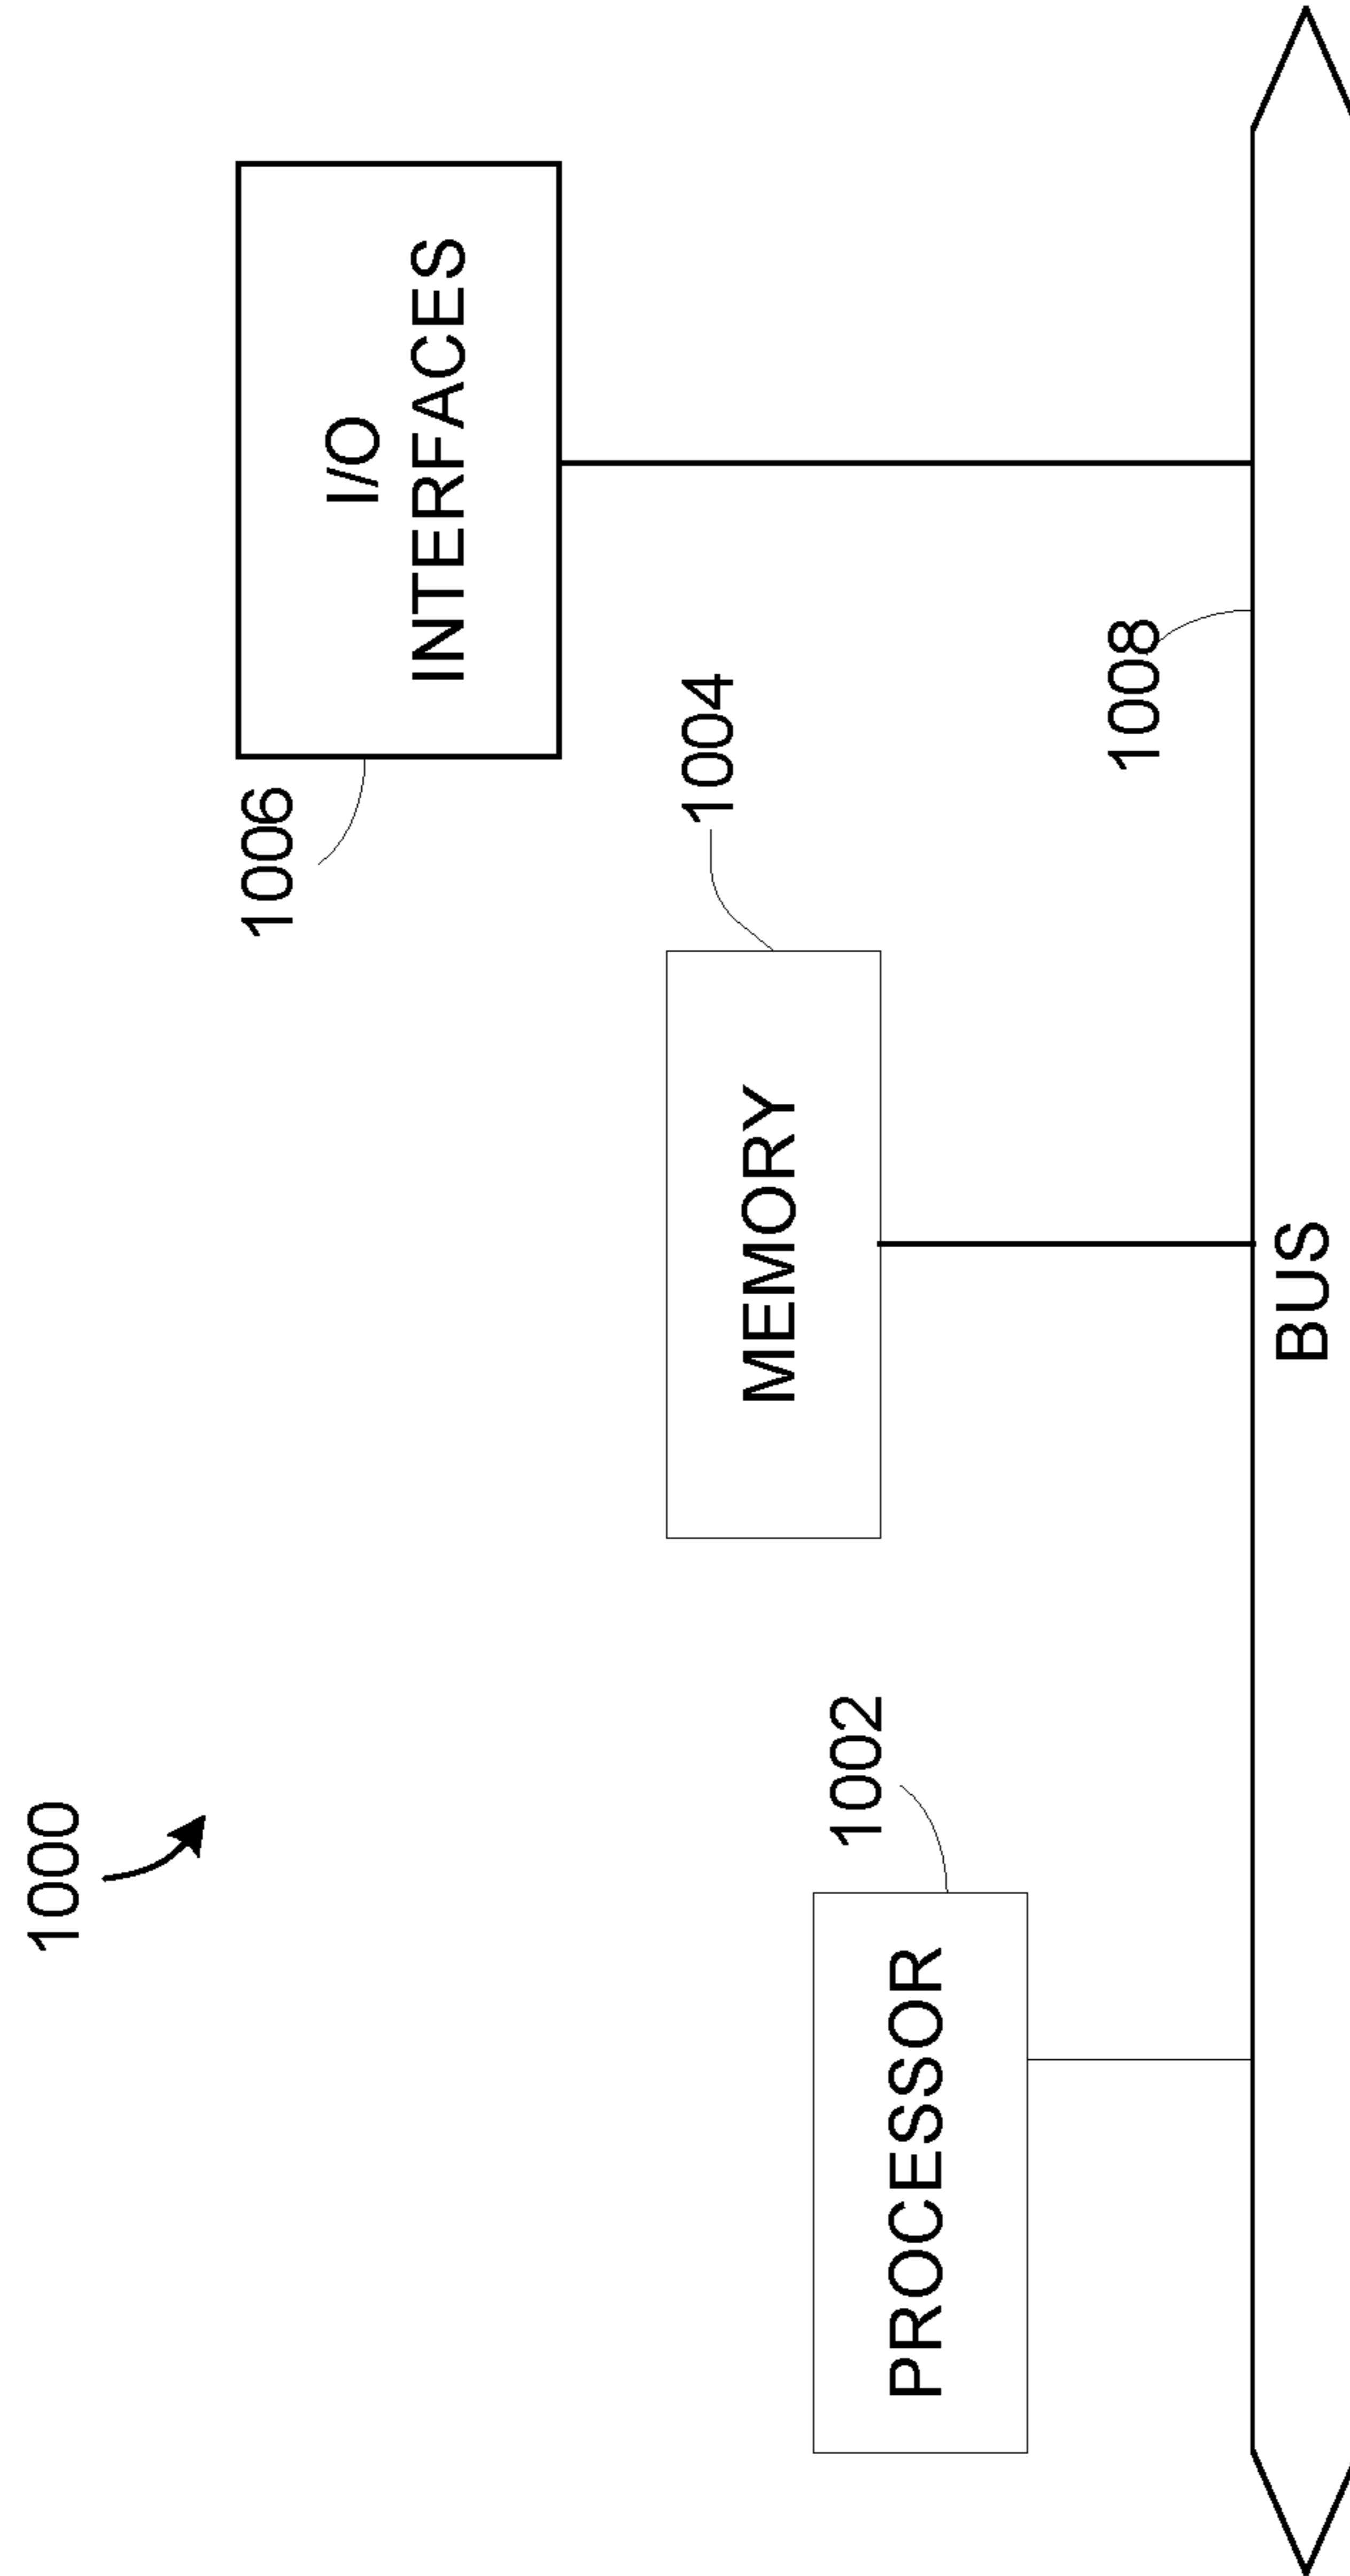 1000
I/O
INTERFACES
1006
1004
MEMORY
1002
PROCESSOR
1008
BUS